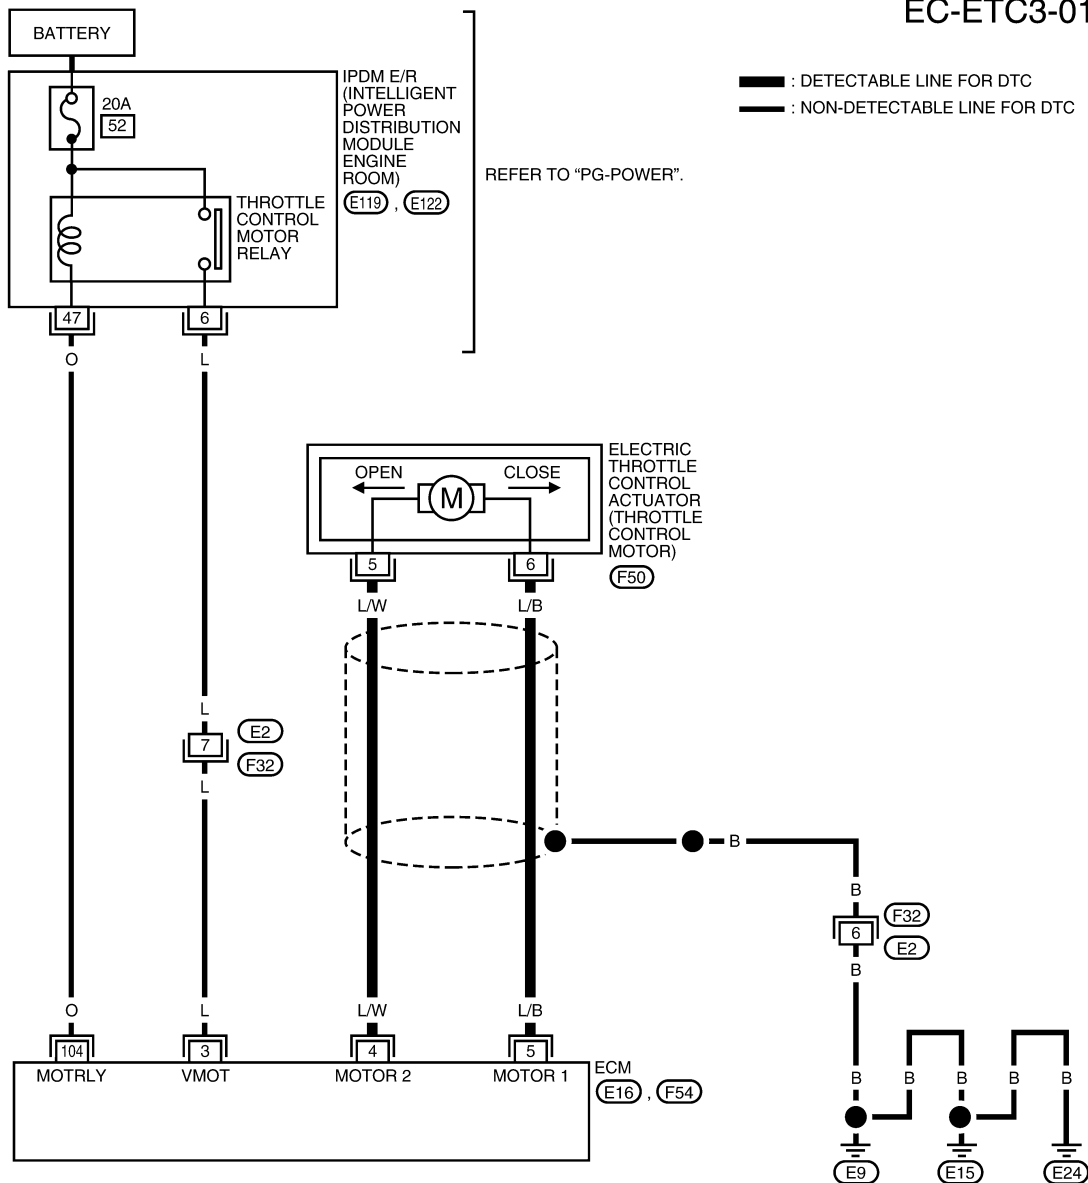 EC-ETC3-01
BATTERY
20A
52
IPDM E/R
(INTELLIGENT
POWER
DISTRIBUTION
MODULE
ENGINE
ROOM)
E119 , E122
: DETECTABLE LINE FOR DTC
: NON-DETECTABLE LINE FOR DTC
REFER TO “PG-POWER”.
THROTTLE
CONTROL
MOTOR
RELAY
47 6
O L
ELECTRIC
THROTTLE
CONTROL
ACTUATOR
(THROTTLE
CONTROL
MOTOR)
F50
OPEN CLOSE
M
5 6
L/W L/B
L
7
E2
F32
L
B
B
6
F32
E2
B
O L L/W L/B
104 3 4 5
MOTRLY VMOT MOTOR 2 MOTOR 1
ECM
E16 , F54
B B B B B
E9 E15 E24